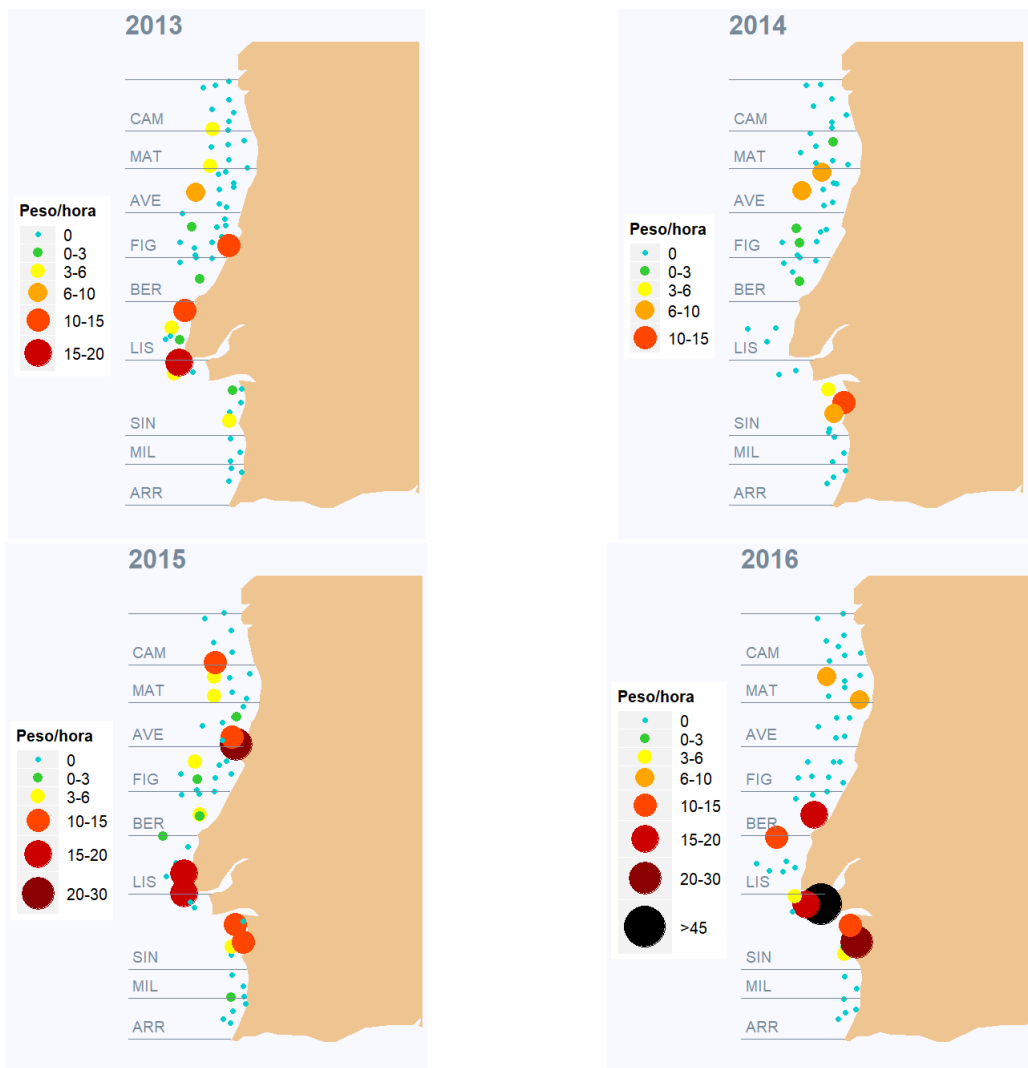 2013
CAM
MAT
AVE
FIG
BER
LIS
SIN
MIL
ARR
Peso/hora
0
0-3
3-6
6-10
10-15
15-20
2014
CAM
MAT
AVE
FIG
BER
LIS
SIN
MIL
ARR
Peso/hora
0
0-3
3-6
6-10
10-15
2015
CAM
MAT
AVE
FIG
BER
LIS
SIN
MIL
ARR
Peso/hora
0
0-3
3-6
10-15
15-20
20-30
2016
CAM
MAT
AVE
FIG
BER
LIS
SIN
MIL
ARR
Peso/hora
0
0-3
3-6
6-10
10-15
15-20
20-30
>45